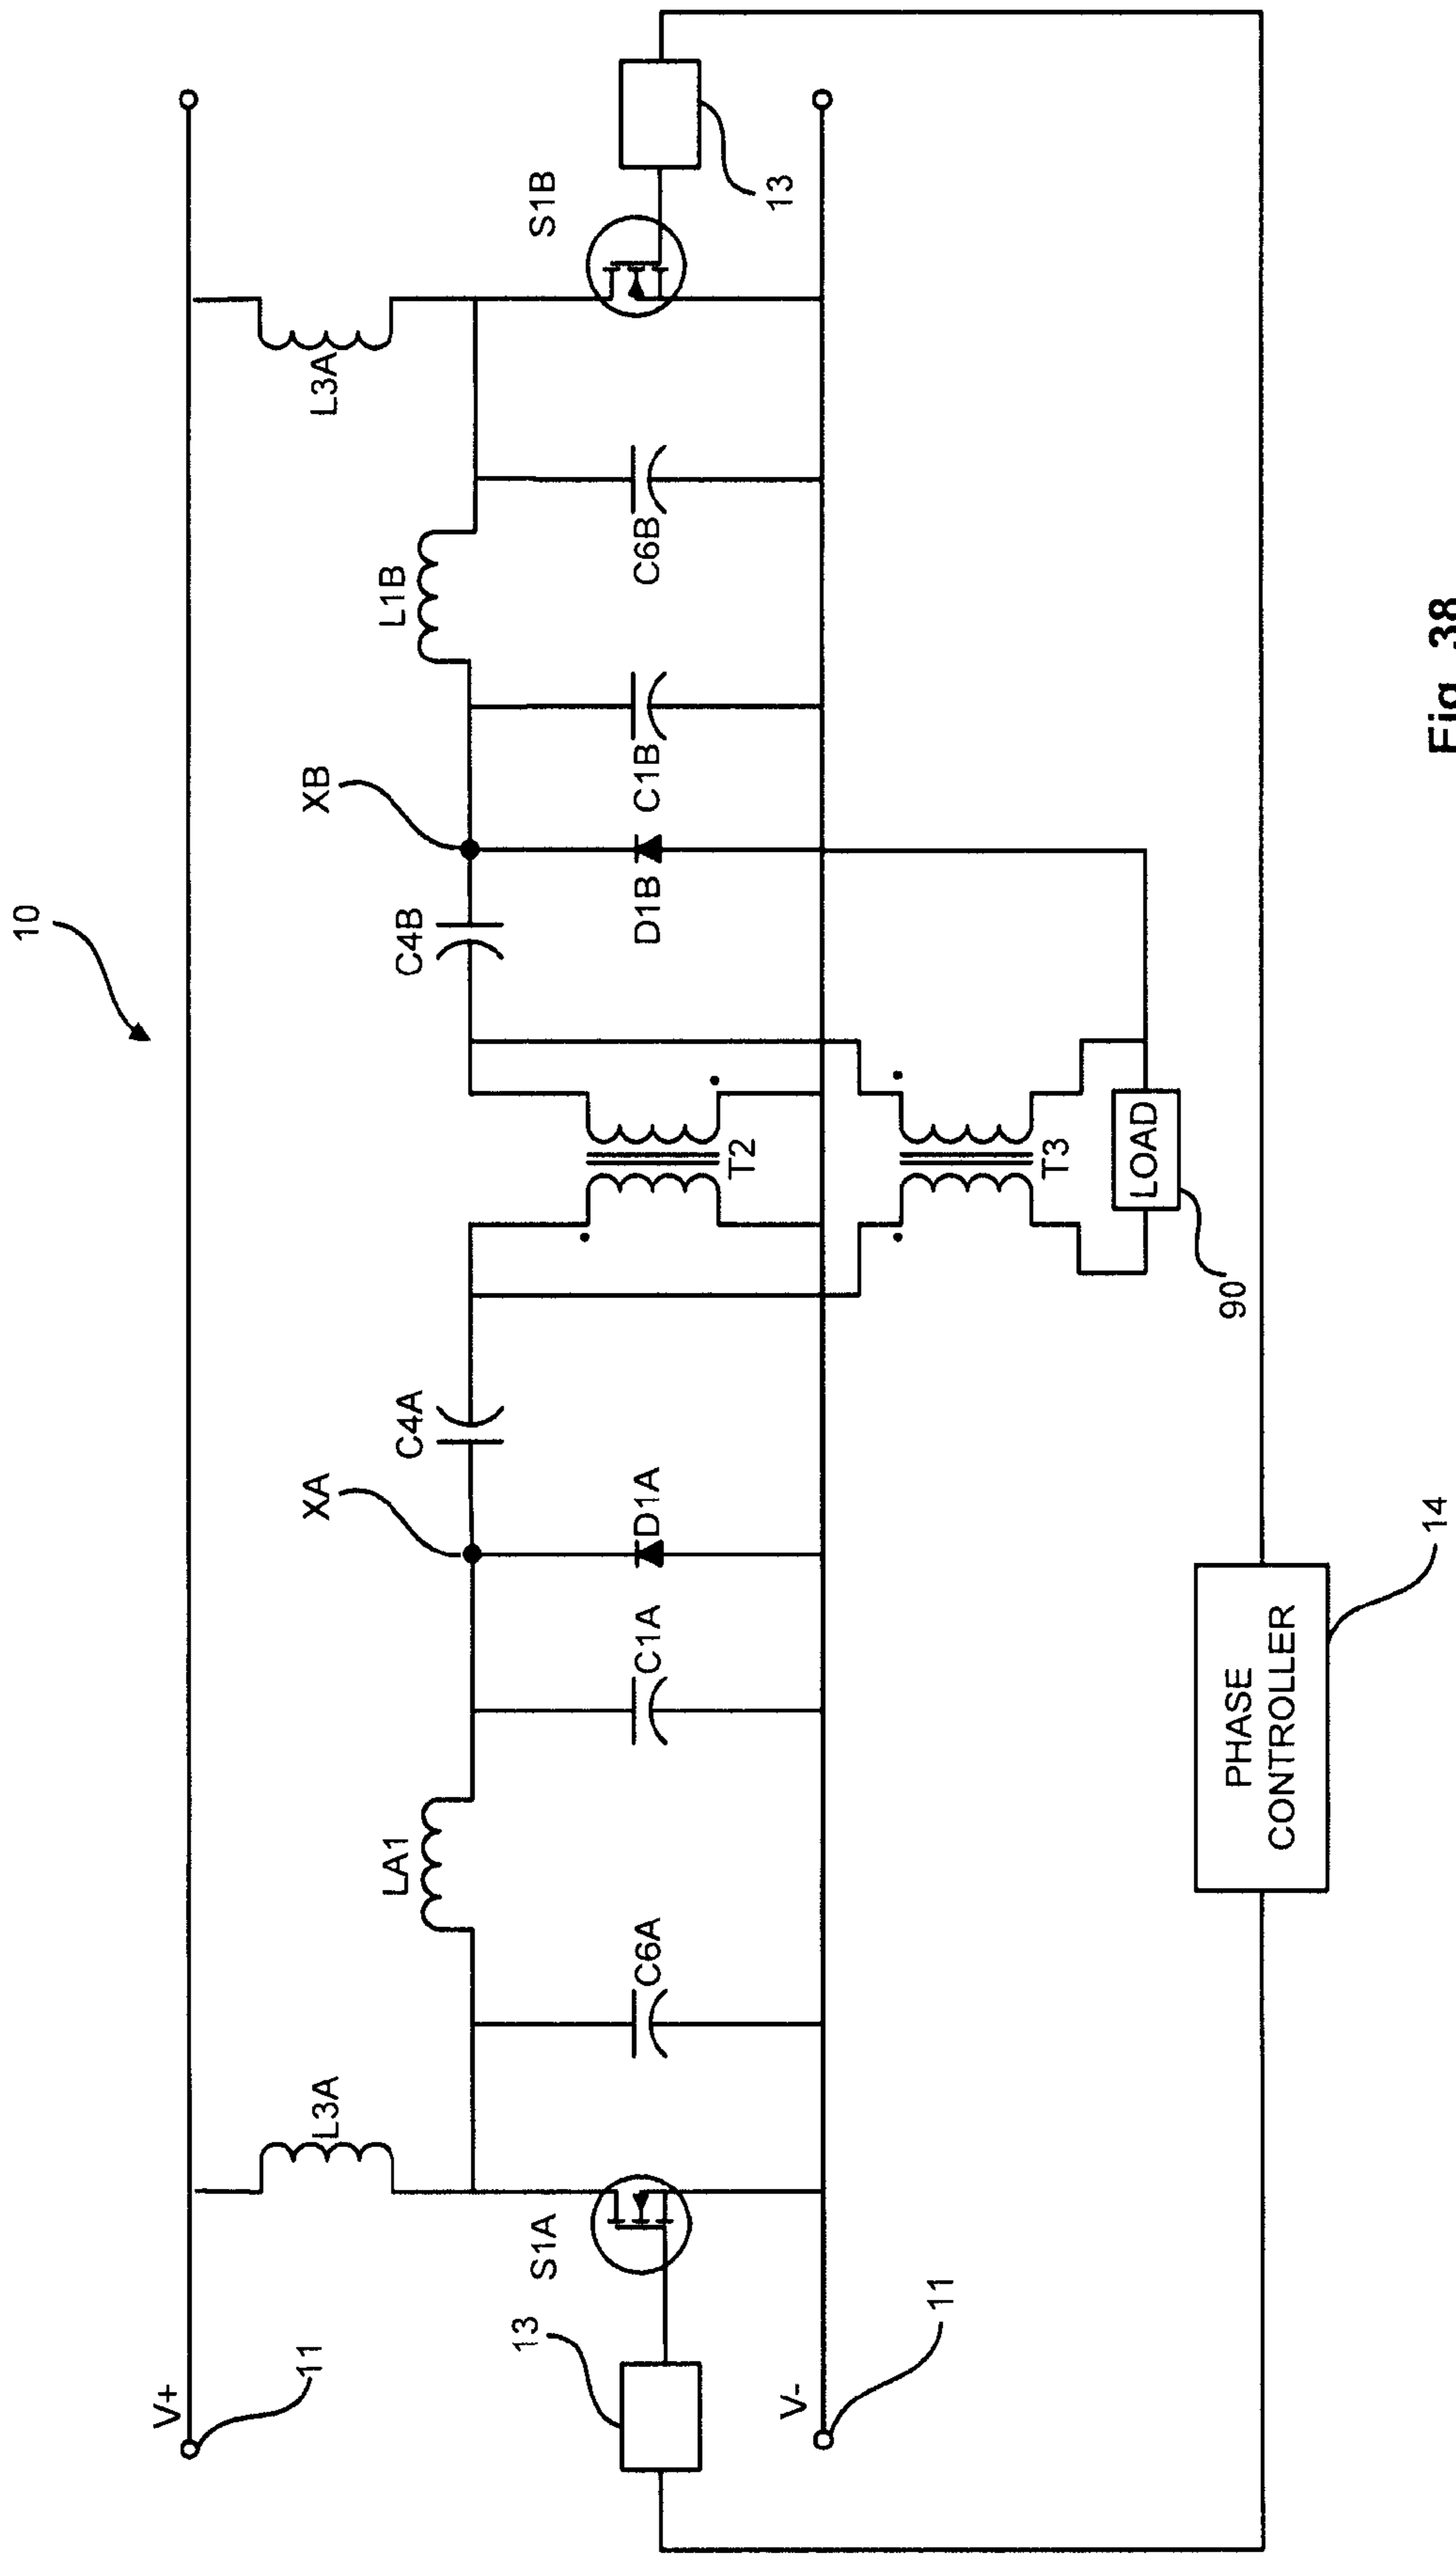 10
V+
11
L3A
L3A
XA
XB
LA1
C4A
C4B
L1B
13
S1A
C6A
C1A
D1A
D1B
C1B
C6B
S1B
13
T2
V-
11
T3
LOAD
90
PHASE
CONTROLLER
14
Fig. 38